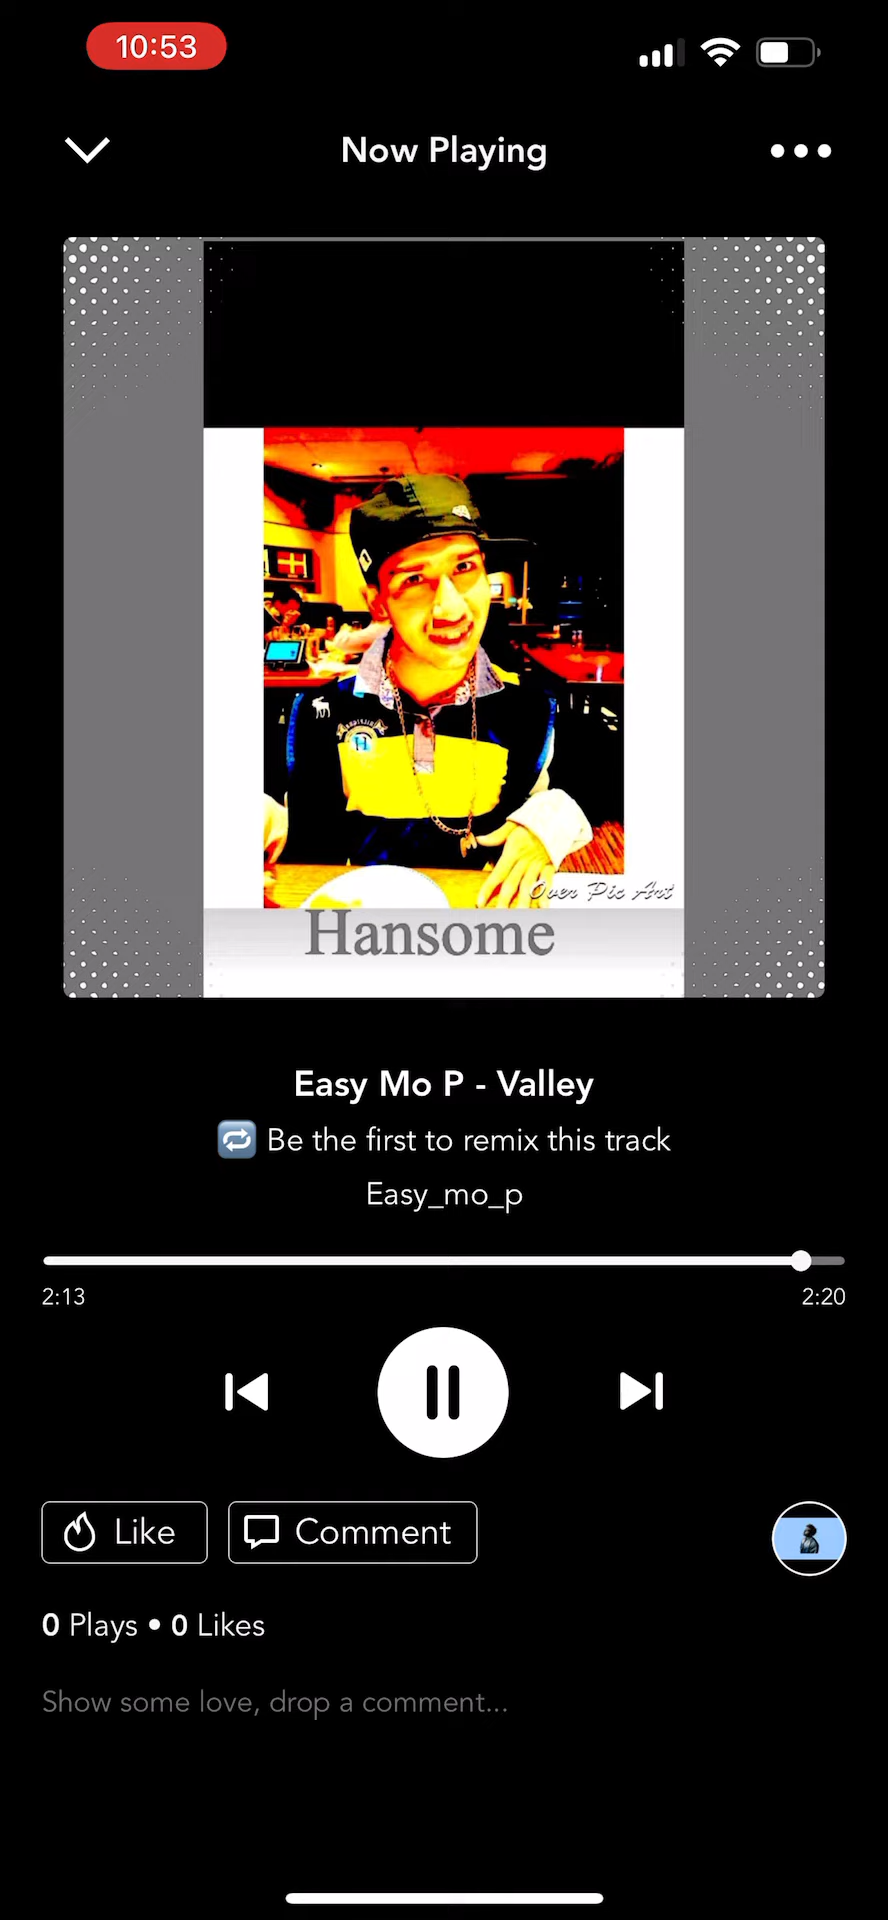 10:53
Now Playing
H
Over Pic Art
Hansome
Easy Mo P - Valley
Be the first to remix this track
Easy_mo_p
2:13
2:20
Like
Comment
0 Plays • 0 Likes
Show some love, drop a comment...